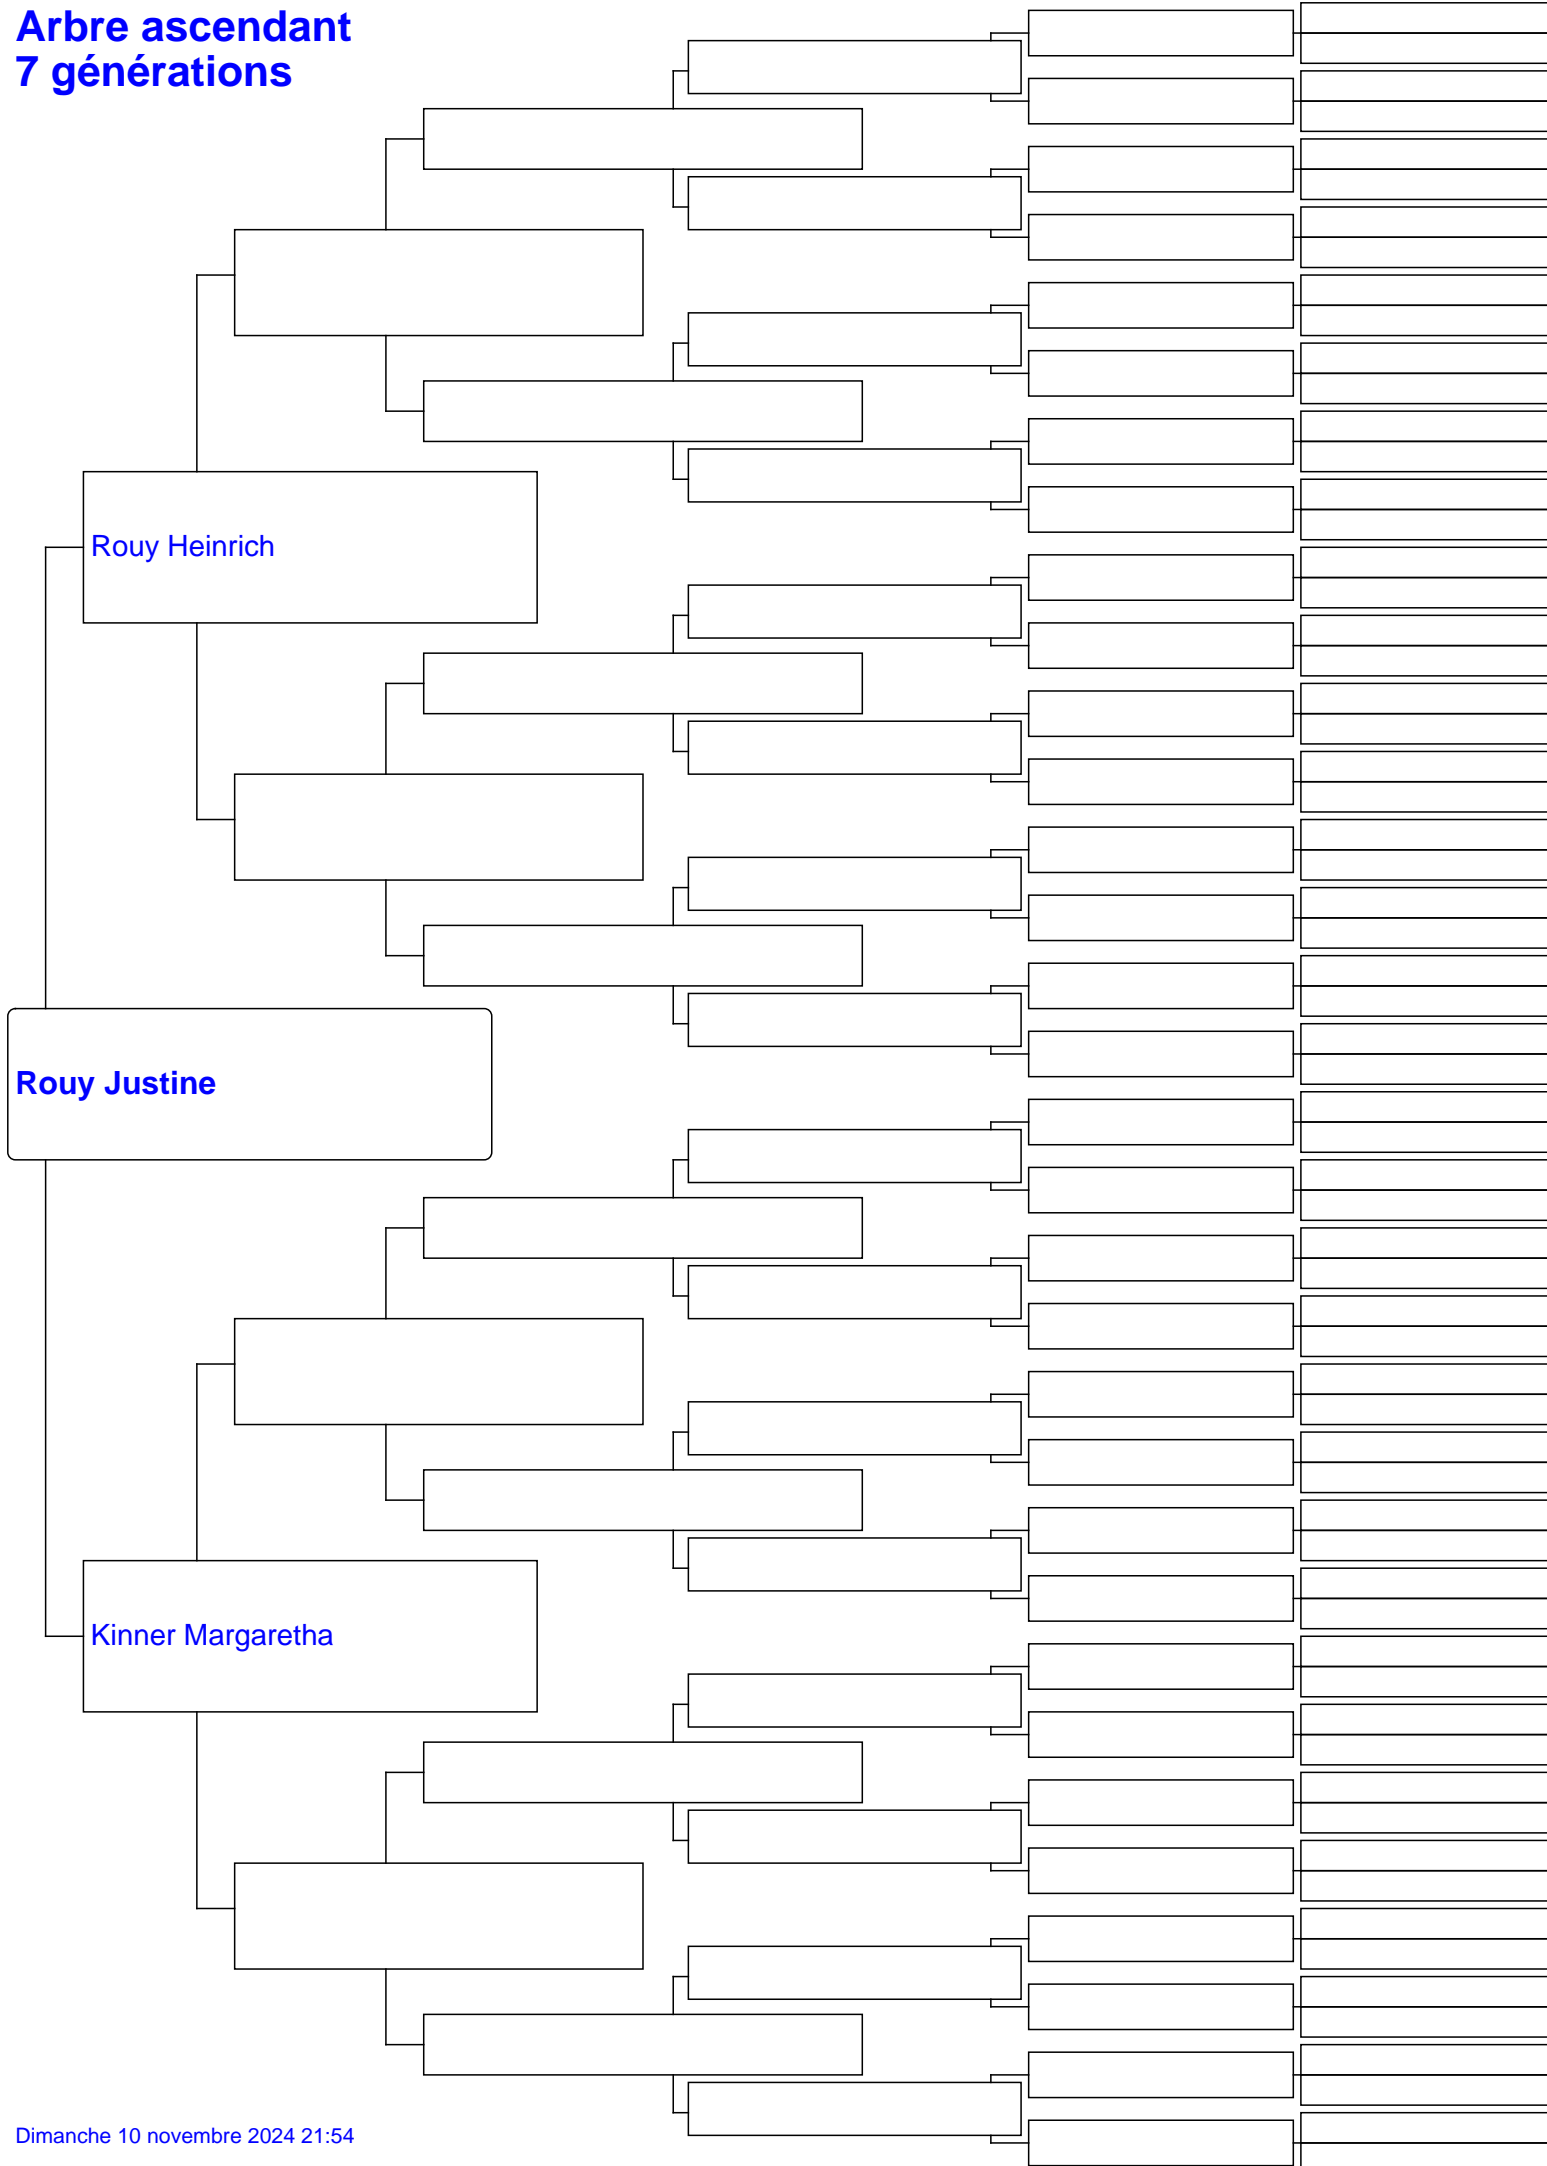 Arbre ascendant
7 générations
Rouy Heinrich
Rouy Justine
Kinner Margaretha
Dimanche 10 novembre 2024 21:54